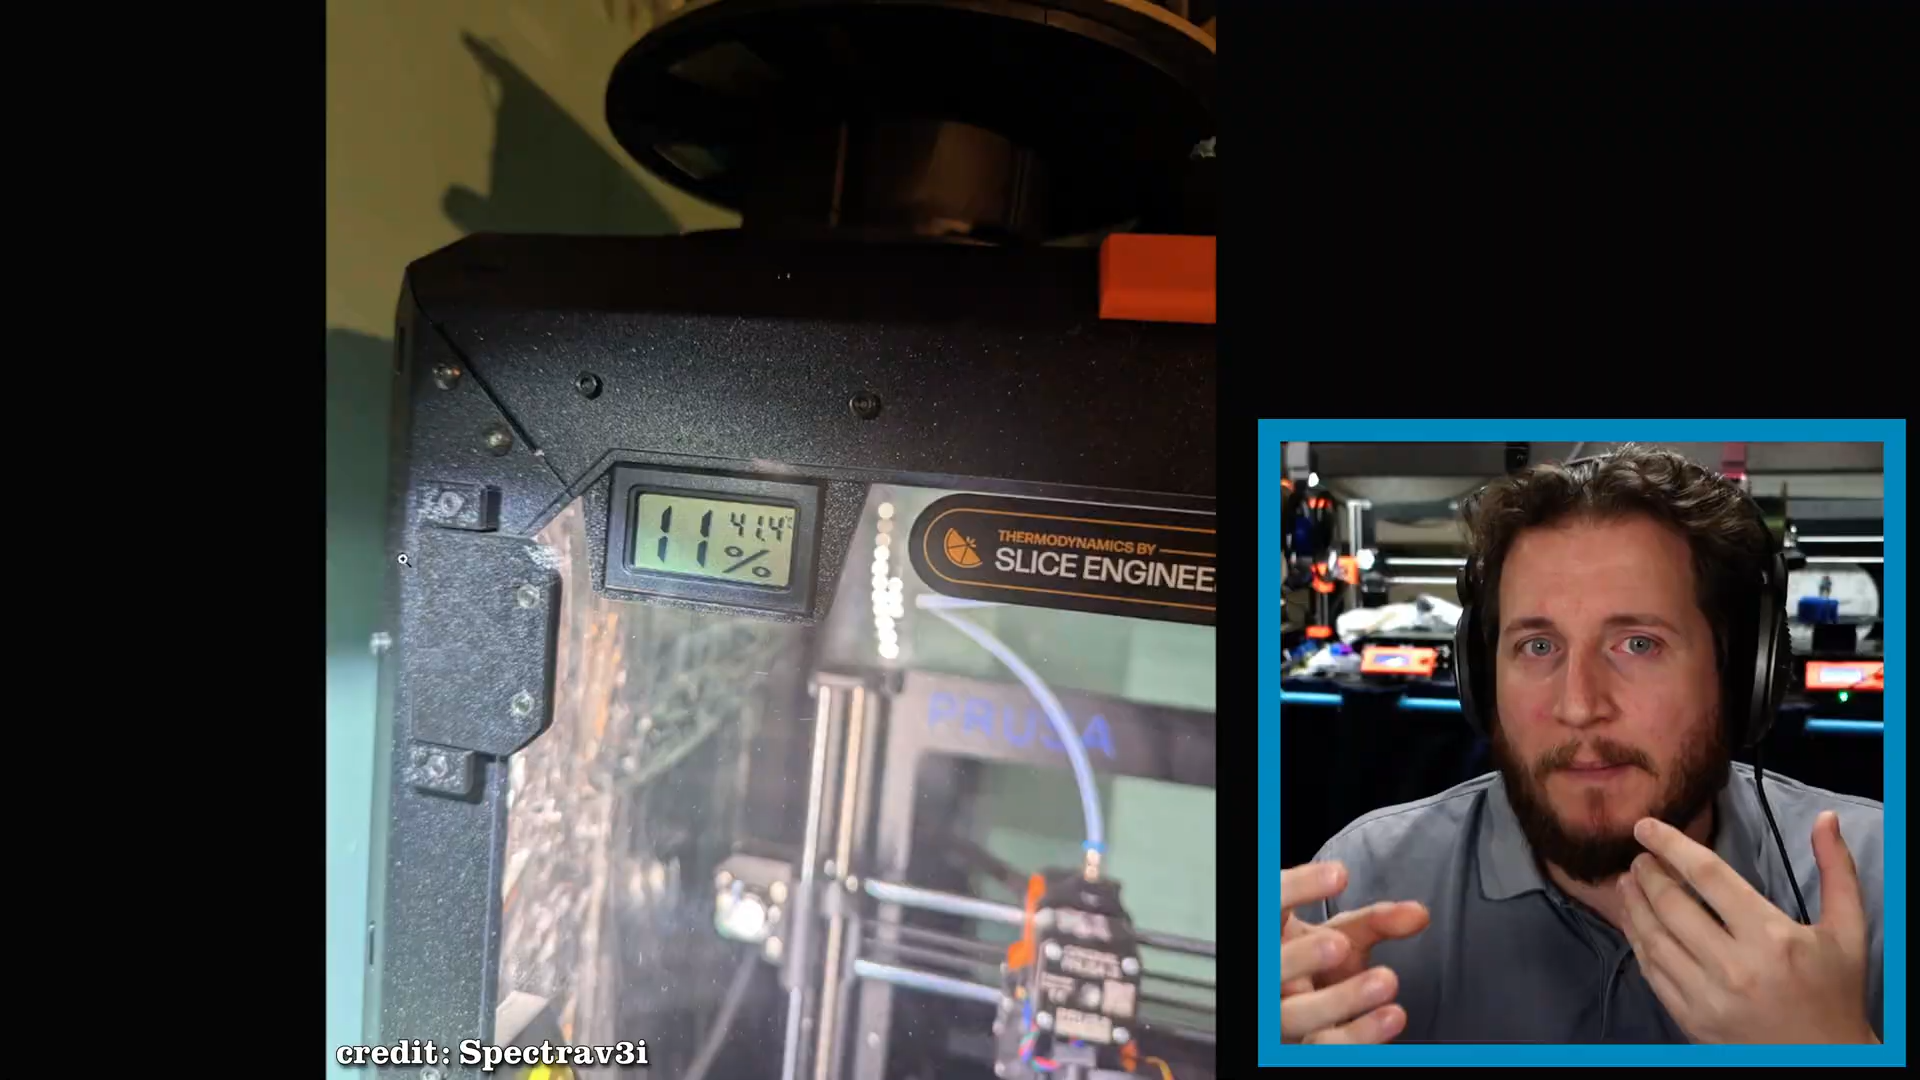 41.4°C
11%
THERMODYNAMICS BY
SLICE ENGINEE
PRUSA
credit: Spectrav3i